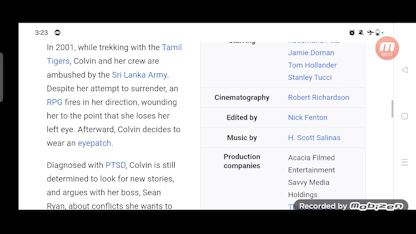 3:23
In 2001, while trekking with the Tamil
Tigers, Colvin and her crew are
ambushed by the Sri Lanka Army.
Despite her attempt to surrender, an
RPG fires in her direction, wounding
her to the point that she loses her
left eye. Afterward, Colvin decides to
wear an eyepatch.
Diagnosed with PTSD, Colvin is still
determined to look for new stories,
and argues with her boss, Sean
Ryan, about conflicts she wants to
Jamie Doman
Tom Hollander
Stanley Tucci
Cinematography Robert Richardson
Edited by Nick Fenton
Music by H. Scott Salinas
Production
companies
Acacia Filmed
Entertainment
Savvy Media
Holdings
Recorded by Mobizen